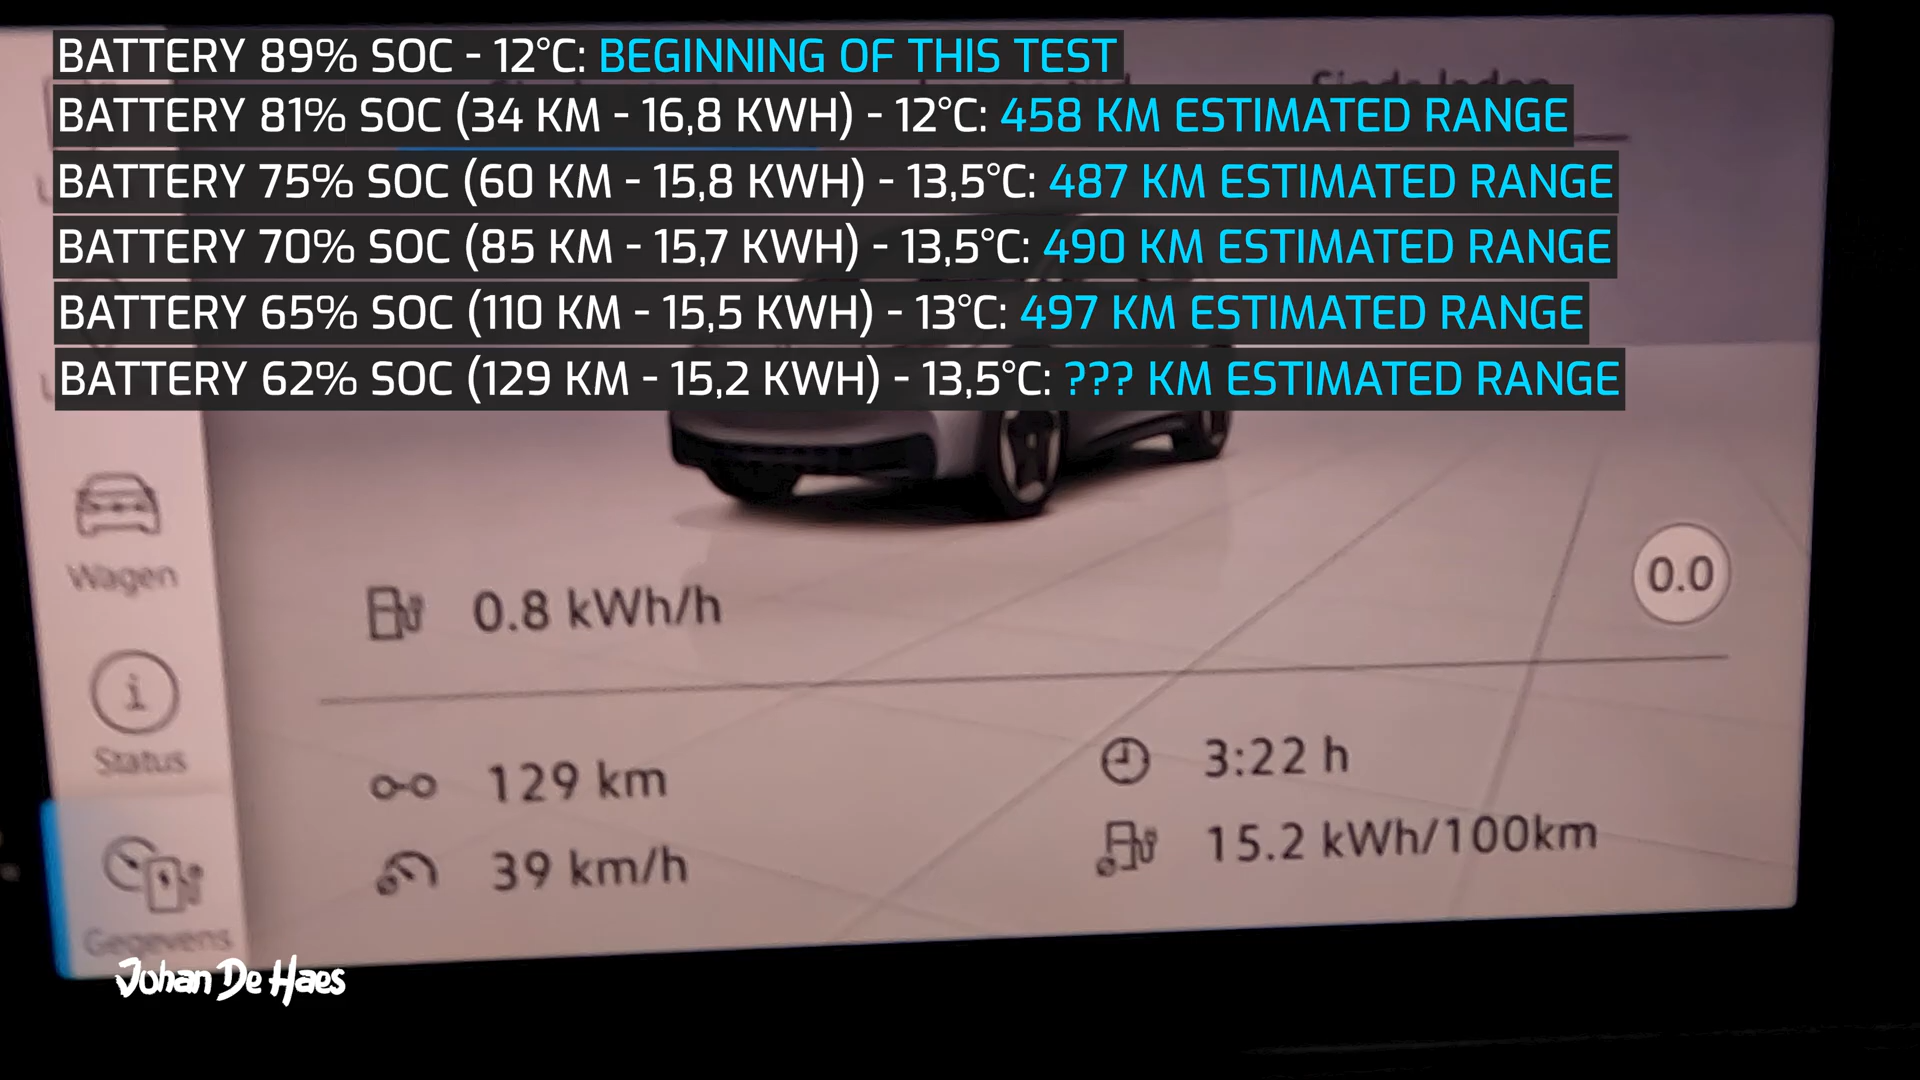 BATTERY 89% SOC - 12°C: BEGINNING OF THIS TEST
BATTERY 81% SOC (34 KM - 16,8 KWH) - 12°C: 458 KM ESTIMATED RANGE
BATTERY 75% SOC (60 KM - 15,8 KWH) - 13,5°C: 487 KM ESTIMATED RANGE
BATTERY 70% SOC (85 KM - 15,7 KWH) - 13,5°C: 490 KM ESTIMATED RANGE
BATTERY 65% SOC (110 KM - 15,5 KWH) - 13°C: 497 KM ESTIMATED RANGE
BATTERY 62% SOC (129 KM - 15,2 KWH) - 13,5°C: ??? KM ESTIMATED RANGE
Wagen
0.8 kWh/h
0.0
Status
129 km
3:22 h
39 km/h
15.2 kWh/100km
Gegevens
Johan De Haes